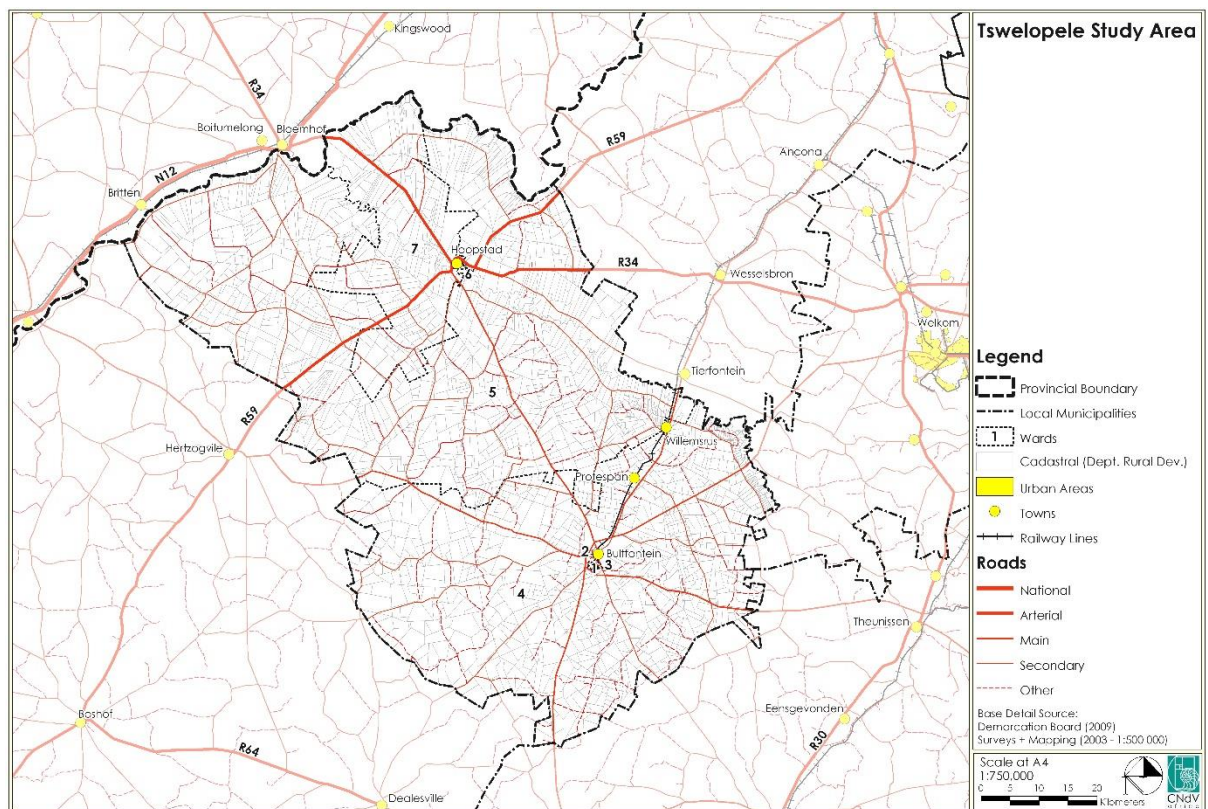 Tswelopele Study Area
Kingswood
R34
Boitumelong
Bloemhof
R59
Ancona
N12
Britten
7
Hoopstad
6
R34
Wesselsbron
Welkom
Tierfontein
5
R59
Hertzogville
Willemsrus
Protespan
2
Bultfontein
1
3
4
Theunissen
Eensgevonden
Boshof
R64
R30
Dealesville
Legend
Provincial Boundary
Local Municipalities
1 Wards
Cadastral (Dept. Rural Dev.)
Urban Areas
Towns
Railway Lines
Roads
National
Arterial
Main
Secondary
Other
Base Detail Source:
Demarcation Board (2009)
Surveys + Mapping (2003 - 1:500 000)
Scale at A4
1:750,000
0 5 10 15 20
Kilometers
CNdV
africa